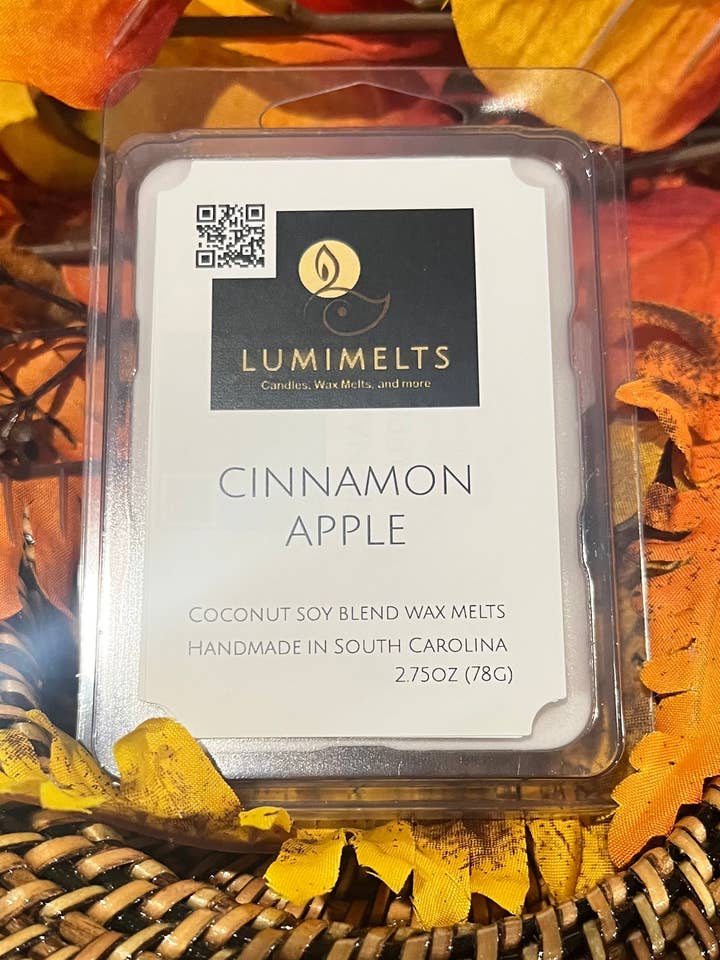 LUMIMELTS
Candles, Wax Melts, and more
CINNAMON
APPLE
COCONUT SOY BLEND WAX MELTS
HANDMADE IN SOUTH CAROLINA
2.75OZ (78G)